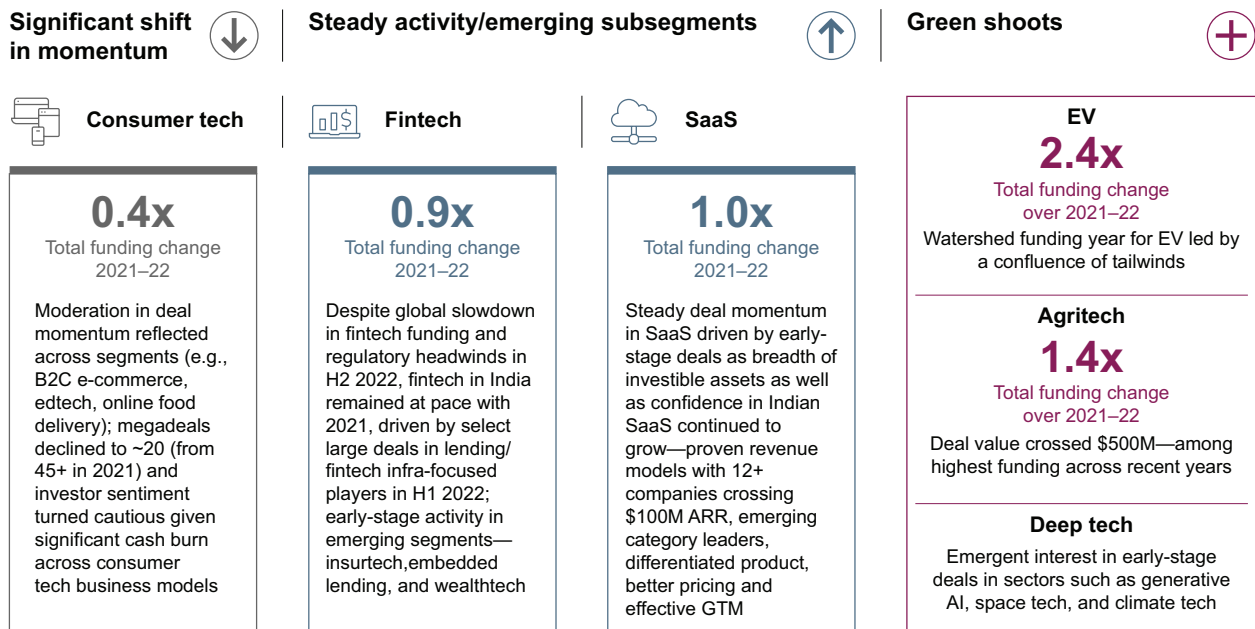 Significant shift
in momentum
Steady activity/emerging subsegments
Green shoots
Consumer tech
0.4x
Total funding change
2021–22
Moderation in deal
momentum reflected
across segments (e.g.,
B2C e-commerce,
edtech, online food
delivery); megadeals
declined to ~20 (from
45+ in 2021) and
investor sentiment
turned cautious given
significant cash burn
across consumer
tech business models
Fintech
0.9x
Total funding change
2021–22
Despite global slowdown
in fintech funding and
regulatory headwinds in
H2 2022, fintech in India
remained at pace with
2021, driven by select
large deals in lending/
fintech infra-focused
players in H1 2022;
early-stage activity in
emerging segments—
insurtech,embedded
lending, and wealthtech
SaaS
1.0x
Total funding change
2021–22
Steady deal momentum
in SaaS driven by early-
stage deals as breadth of
investible assets as well
as confidence in Indian
SaaS continued to
grow—proven revenue
models with 12+
companies crossing
$100M ARR, emerging
category leaders,
differentiated product,
better pricing and
effective GTM
EV
2.4x
Total funding change
over 2021–22
Watershed funding year for EV led by
a confluence of tailwinds
Agritech
1.4x
Total funding change
over 2021–22
Deal value crossed $500M—among
highest funding across recent years
Deep tech
Emergent interest in early-stage
deals in sectors such as generative
AI, space tech, and climate tech